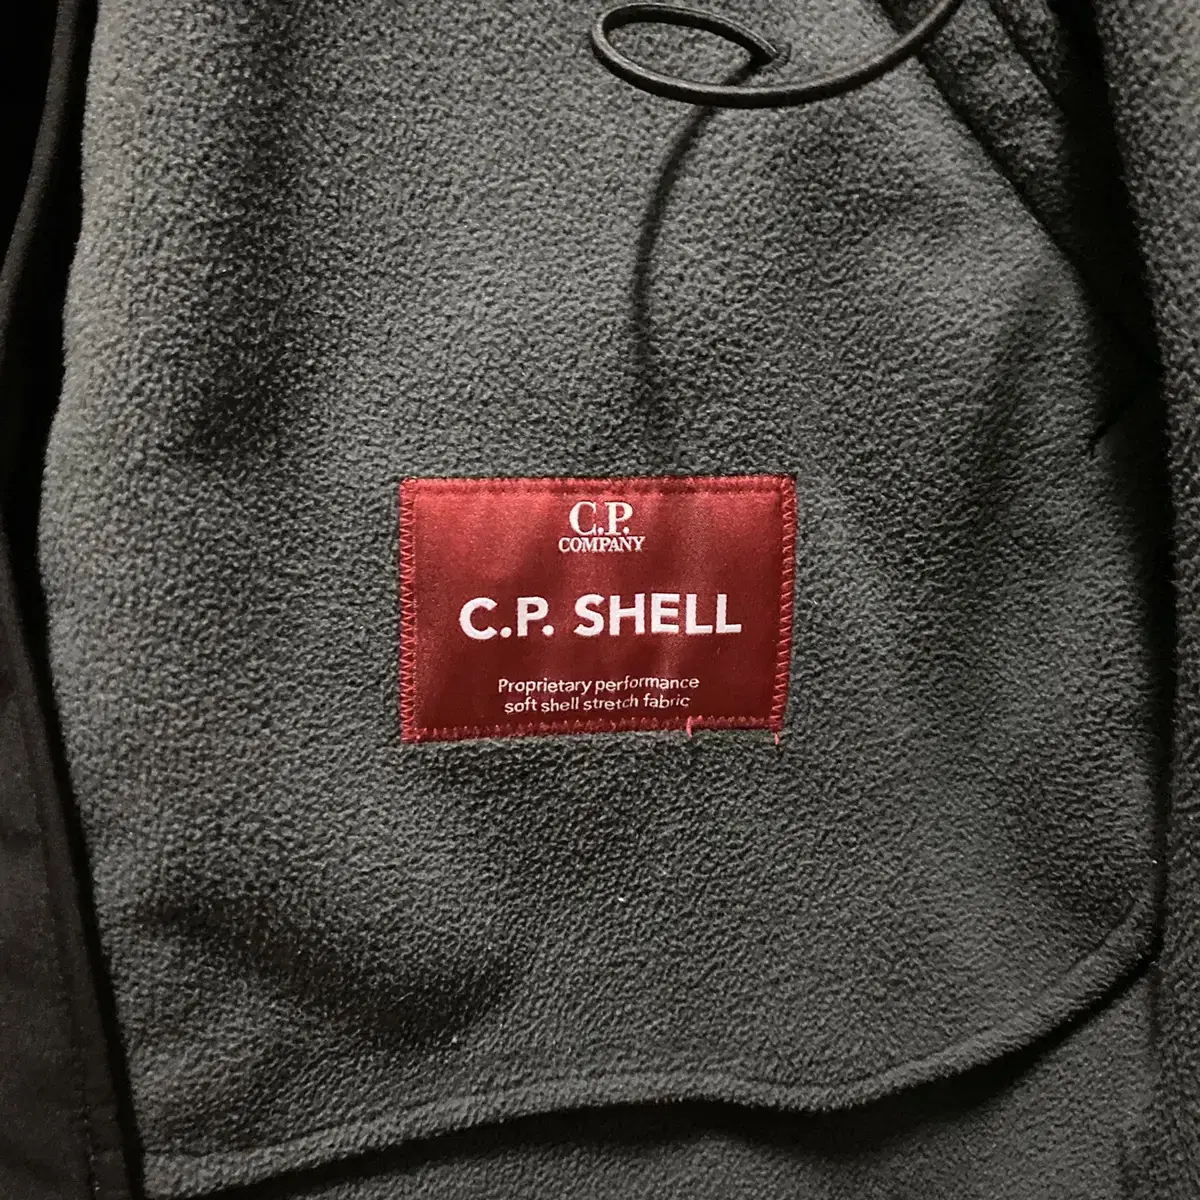 C.P.
COMPANY
C.P. SHELL
Proprietary performance
soft shell stretch fabric